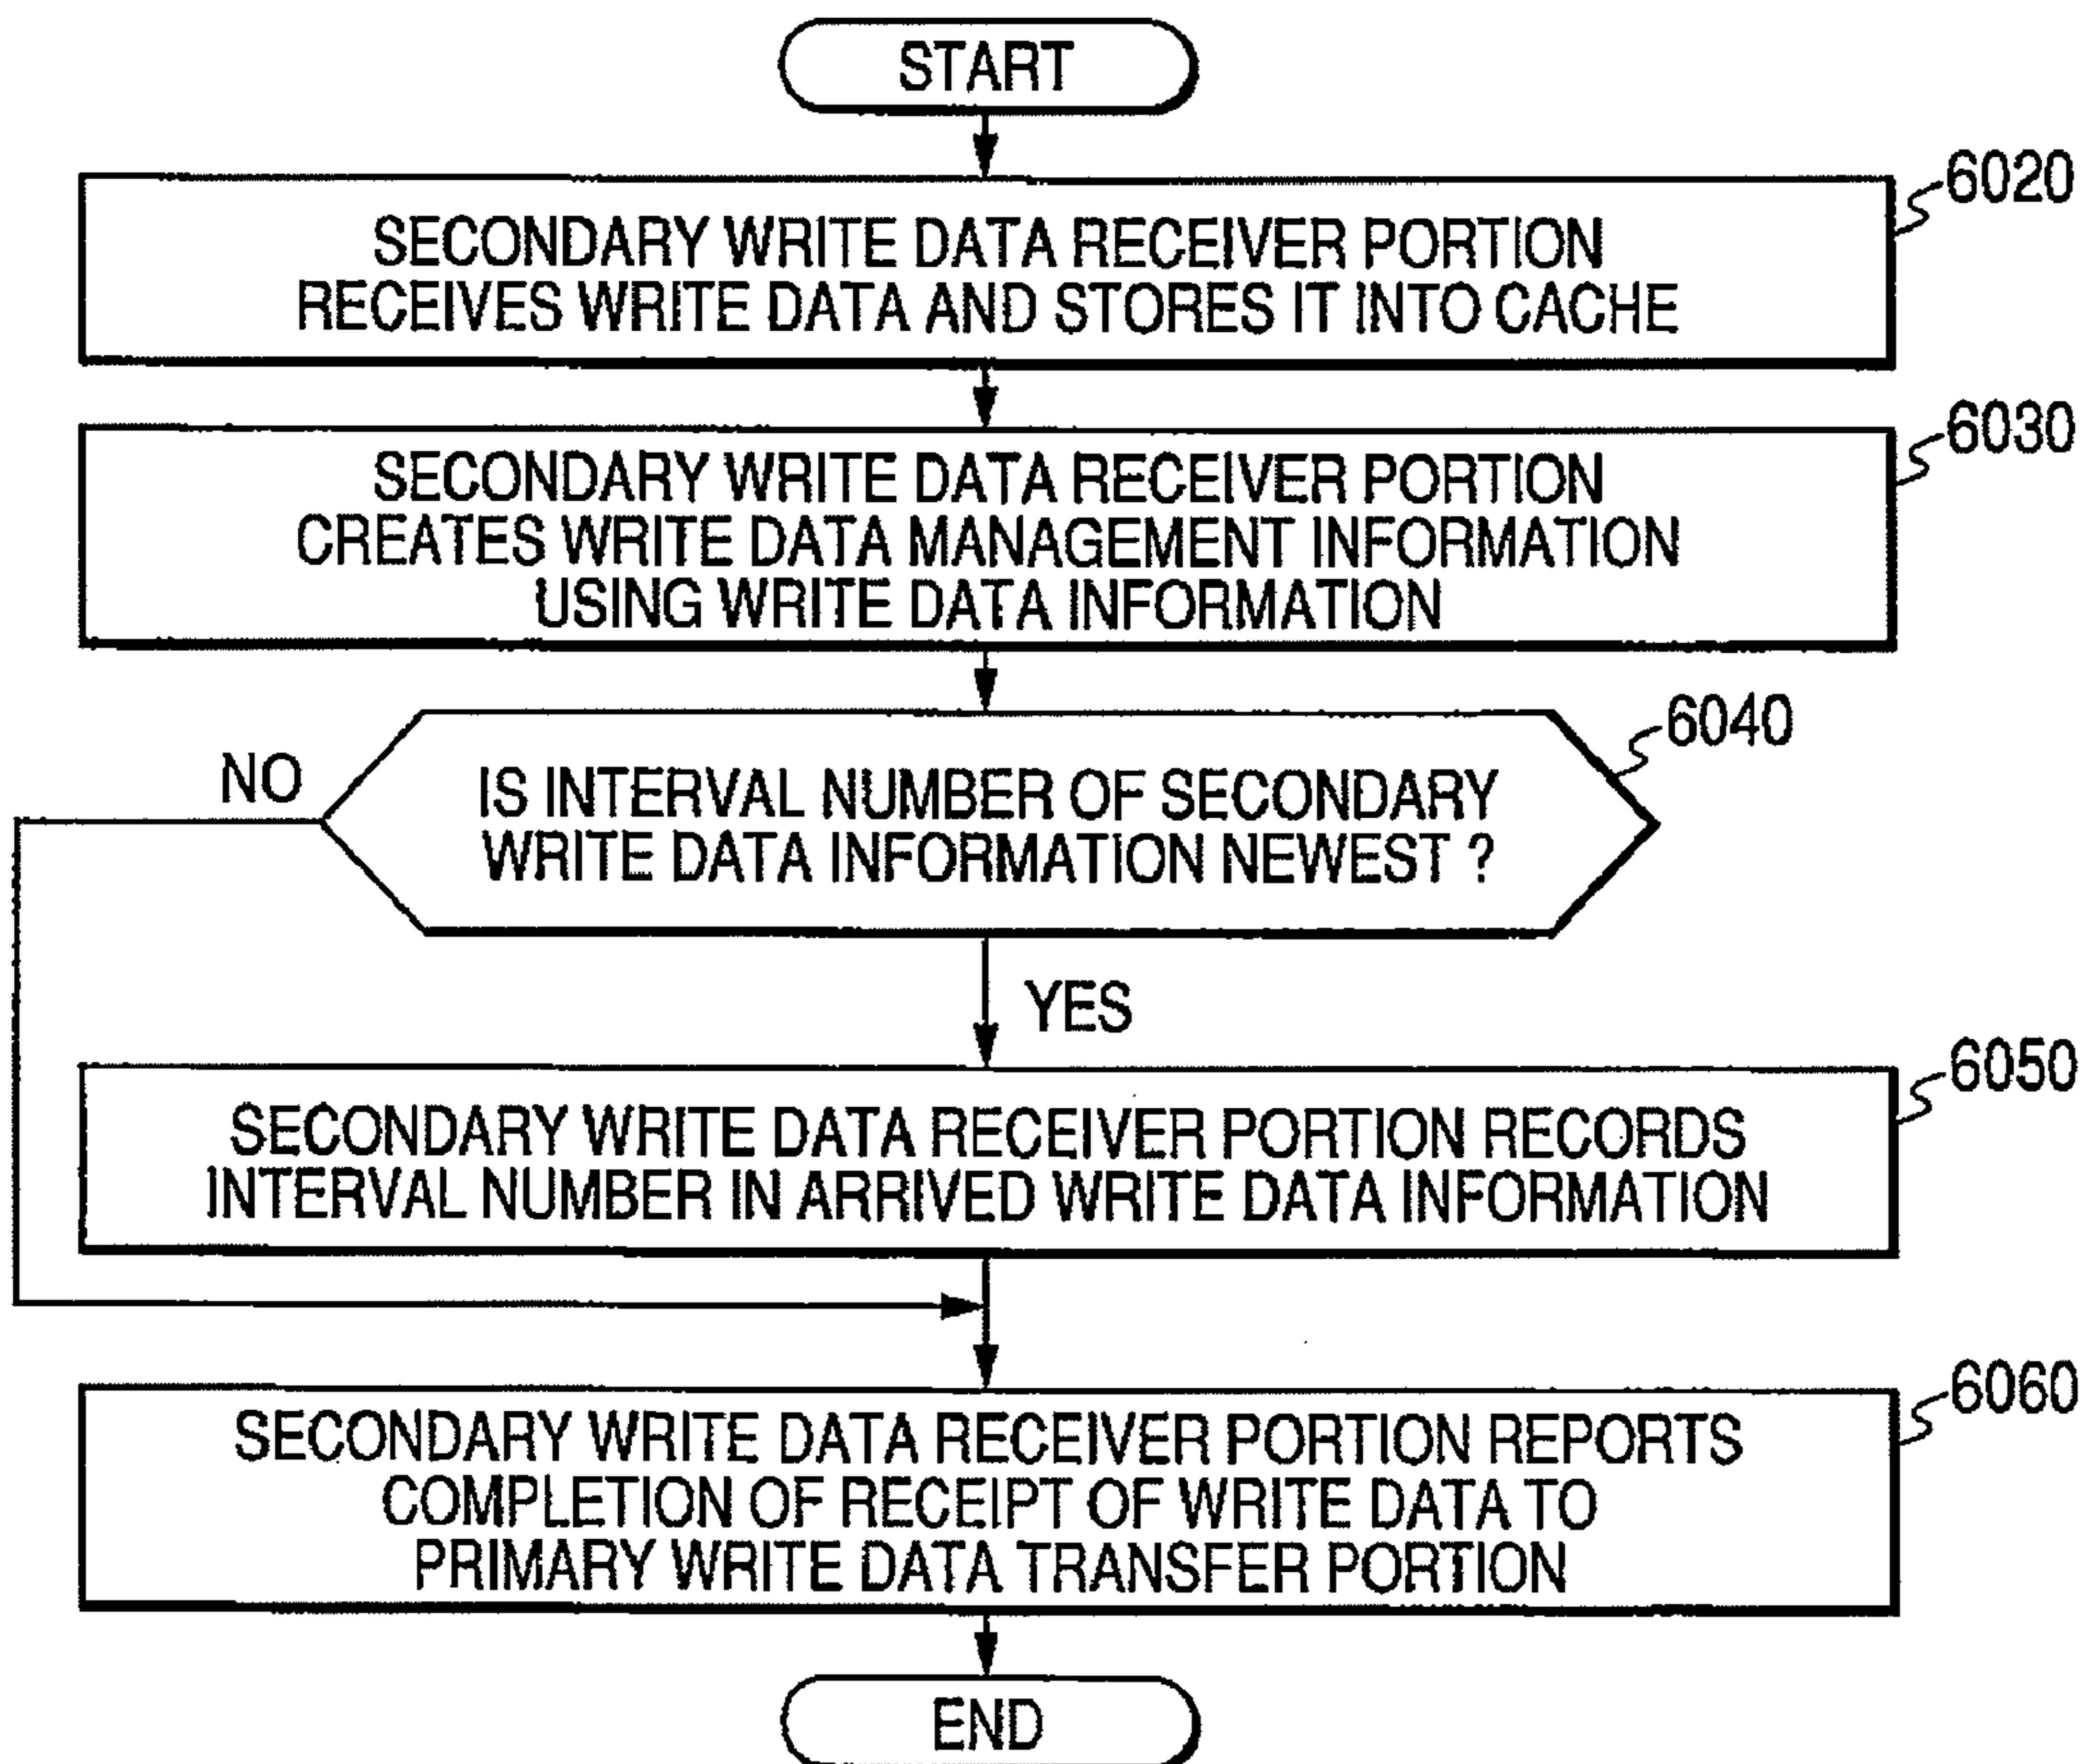 START
6020
SECONDARY WRITE DATA RECEIVER PORTION
RECEIVES WRITE DATA AND STORES IT INTO CACHE
6030
SECONDARY WRITE DATA RECEIVER PORTION
CREATES WRITE DATA MANAGEMENT INFORMATION
USING WRITE DATA INFORMATION
6040
NO
IS INTERVAL NUMBER OF SECONDARY
WRITE DATA INFORMATION NEWEST ?
YES
6050
SECONDARY WRITE DATA RECEIVER PORTION RECORDS
INTERVAL NUMBER IN ARRIVED WRITE DATA INFORMATION
6060
SECONDARY WRITE DATA RECEIVER PORTION REPORTS
COMPLETION OF RECEIPT OF WRITE DATA TO
PRIMARY WRITE DATA TRANSFER PORTION
END